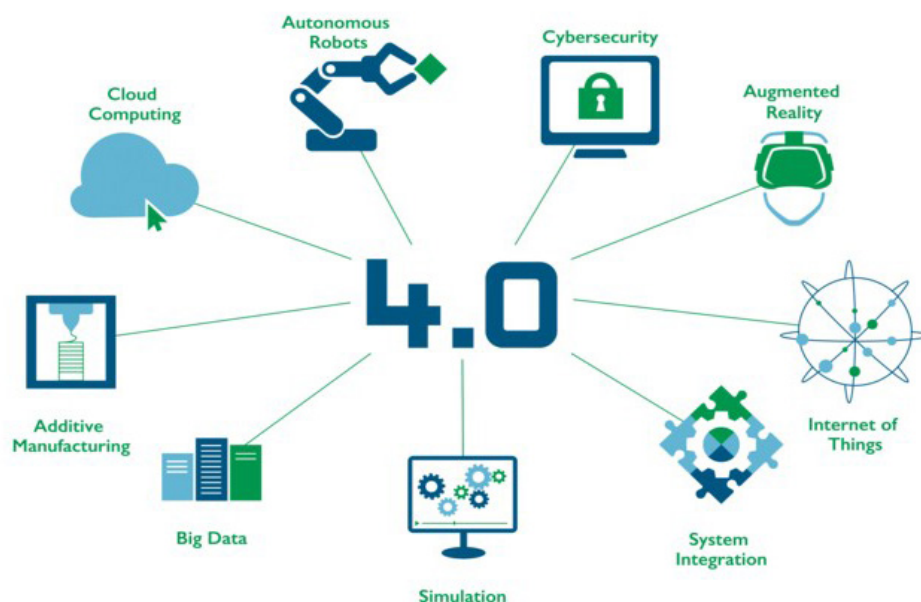 Autonomous
Robots
Cybersecurity
Cloud
Computing
Augmented
Reality
4.0
Additive
Manufacturing
Internet of
Things
Big Data
System
Integration
Simulation